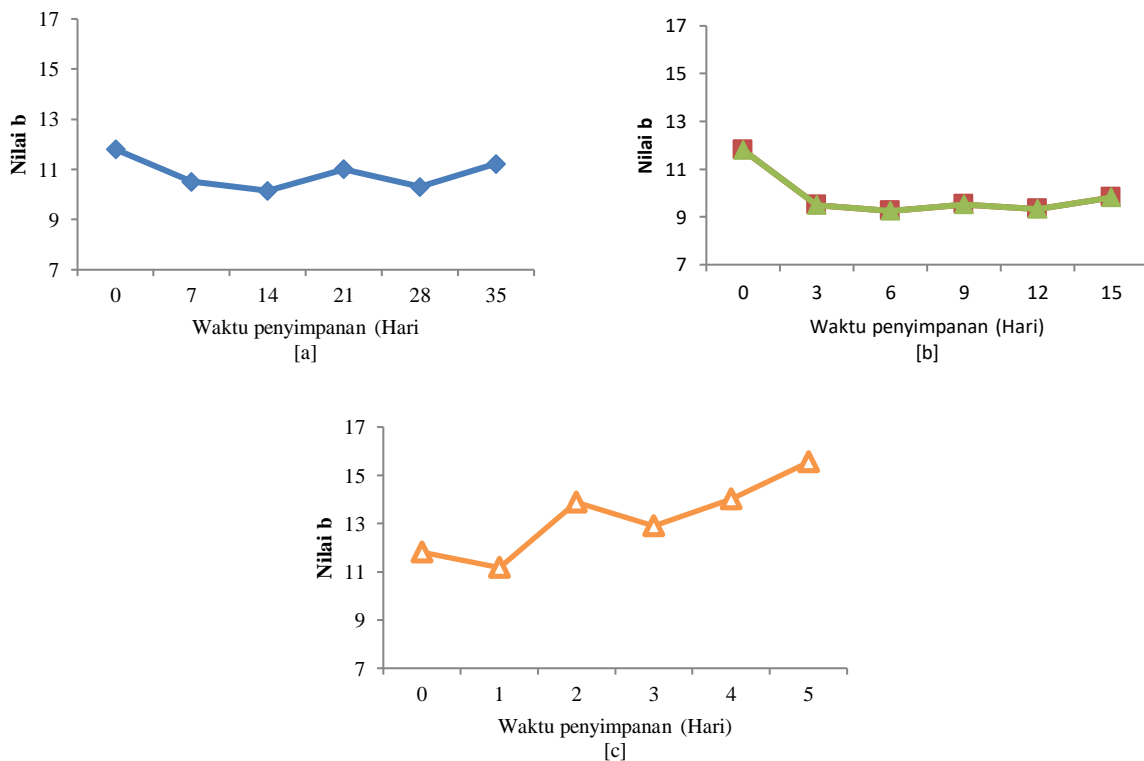 17
15
13
11
9
7
Nilai b
0 7 14 21 28 35
Waktu penyimpanan (Hari
[a]
17
15
13
11
9
7
Nilai b
0 3 6 9 12 15
Waktu penyimpanan (Hari)
[b]
17
15
13
11
9
7
Nilai b
0 1 2 3 4 5
Waktu penyimpanan (Hari)
[c]